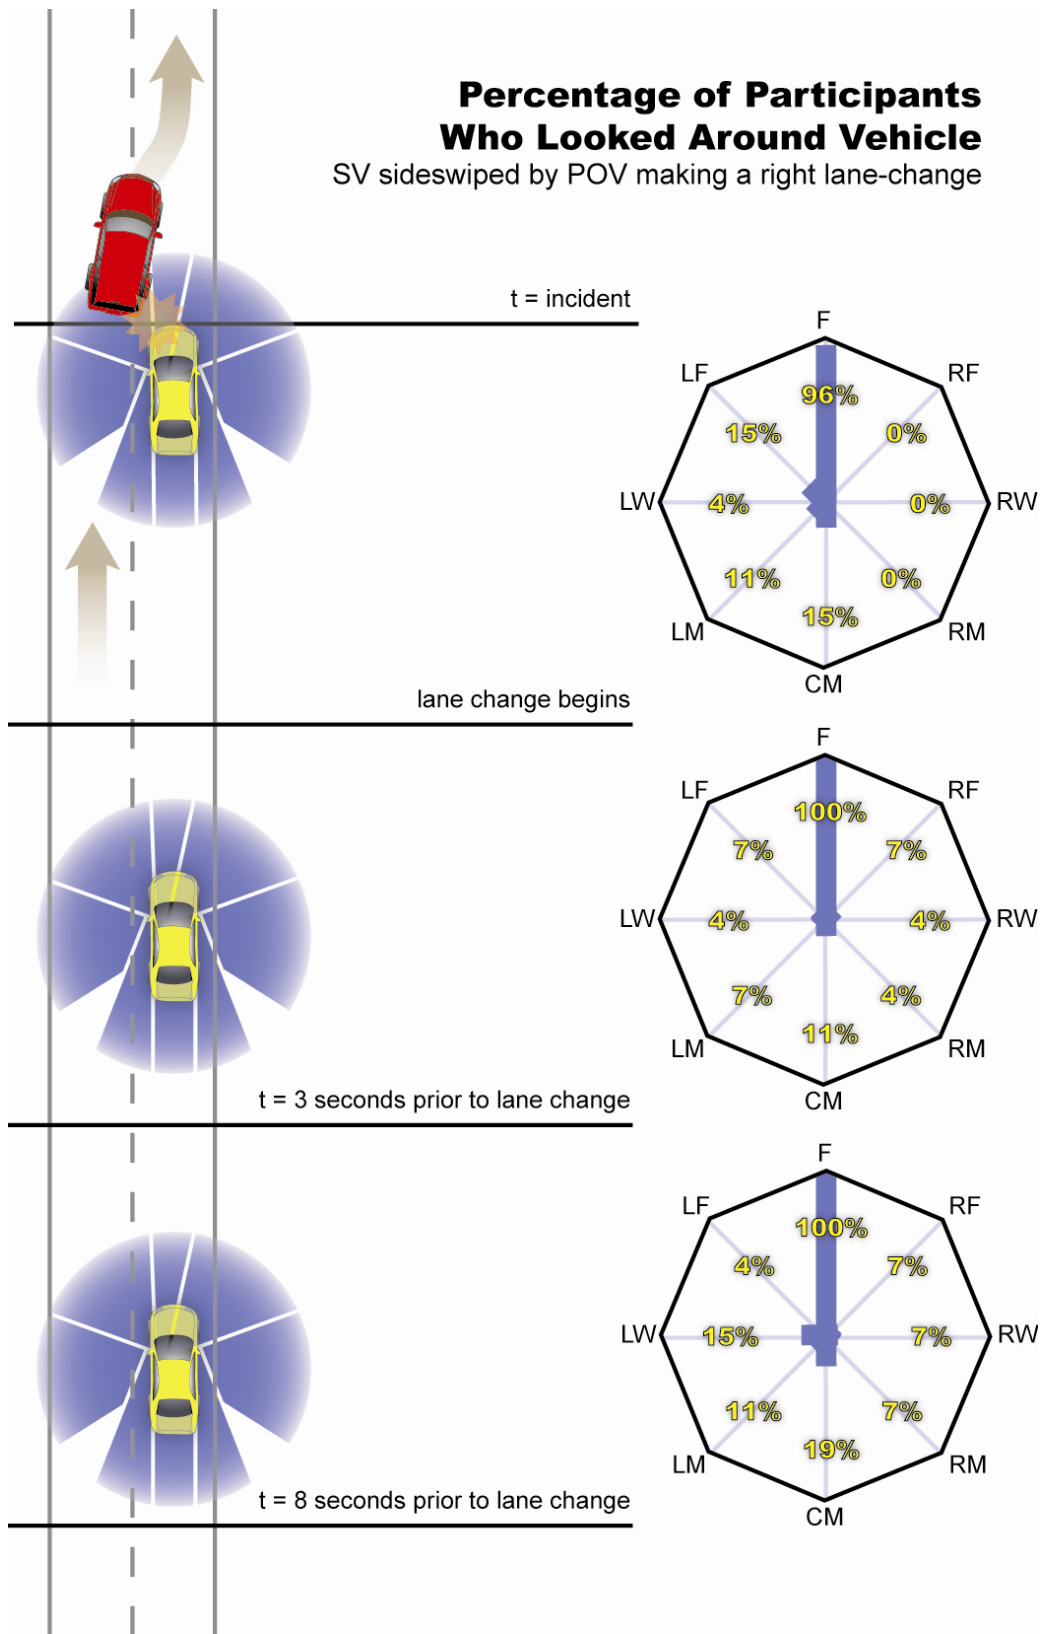 Percentage of Participants
Who Looked Around Vehicle
SV sideswiped by POV making a right lane-change
t = incident
F
LF
RF
96%
15%
0%
LW
4%
0%
RW
11%
0%
15%
LM
RM
CM
lane change begins
F
LF
RF
100%
7%
7%
LW
4%
4%
RW
7%
4%
11%
LM
RM
CM
t = 3 seconds prior to lane change
F
LF
RF
100%
4%
7%
LW
15%
7%
RW
11%
7%
19%
LM
RM
CM
t = 8 seconds prior to lane change